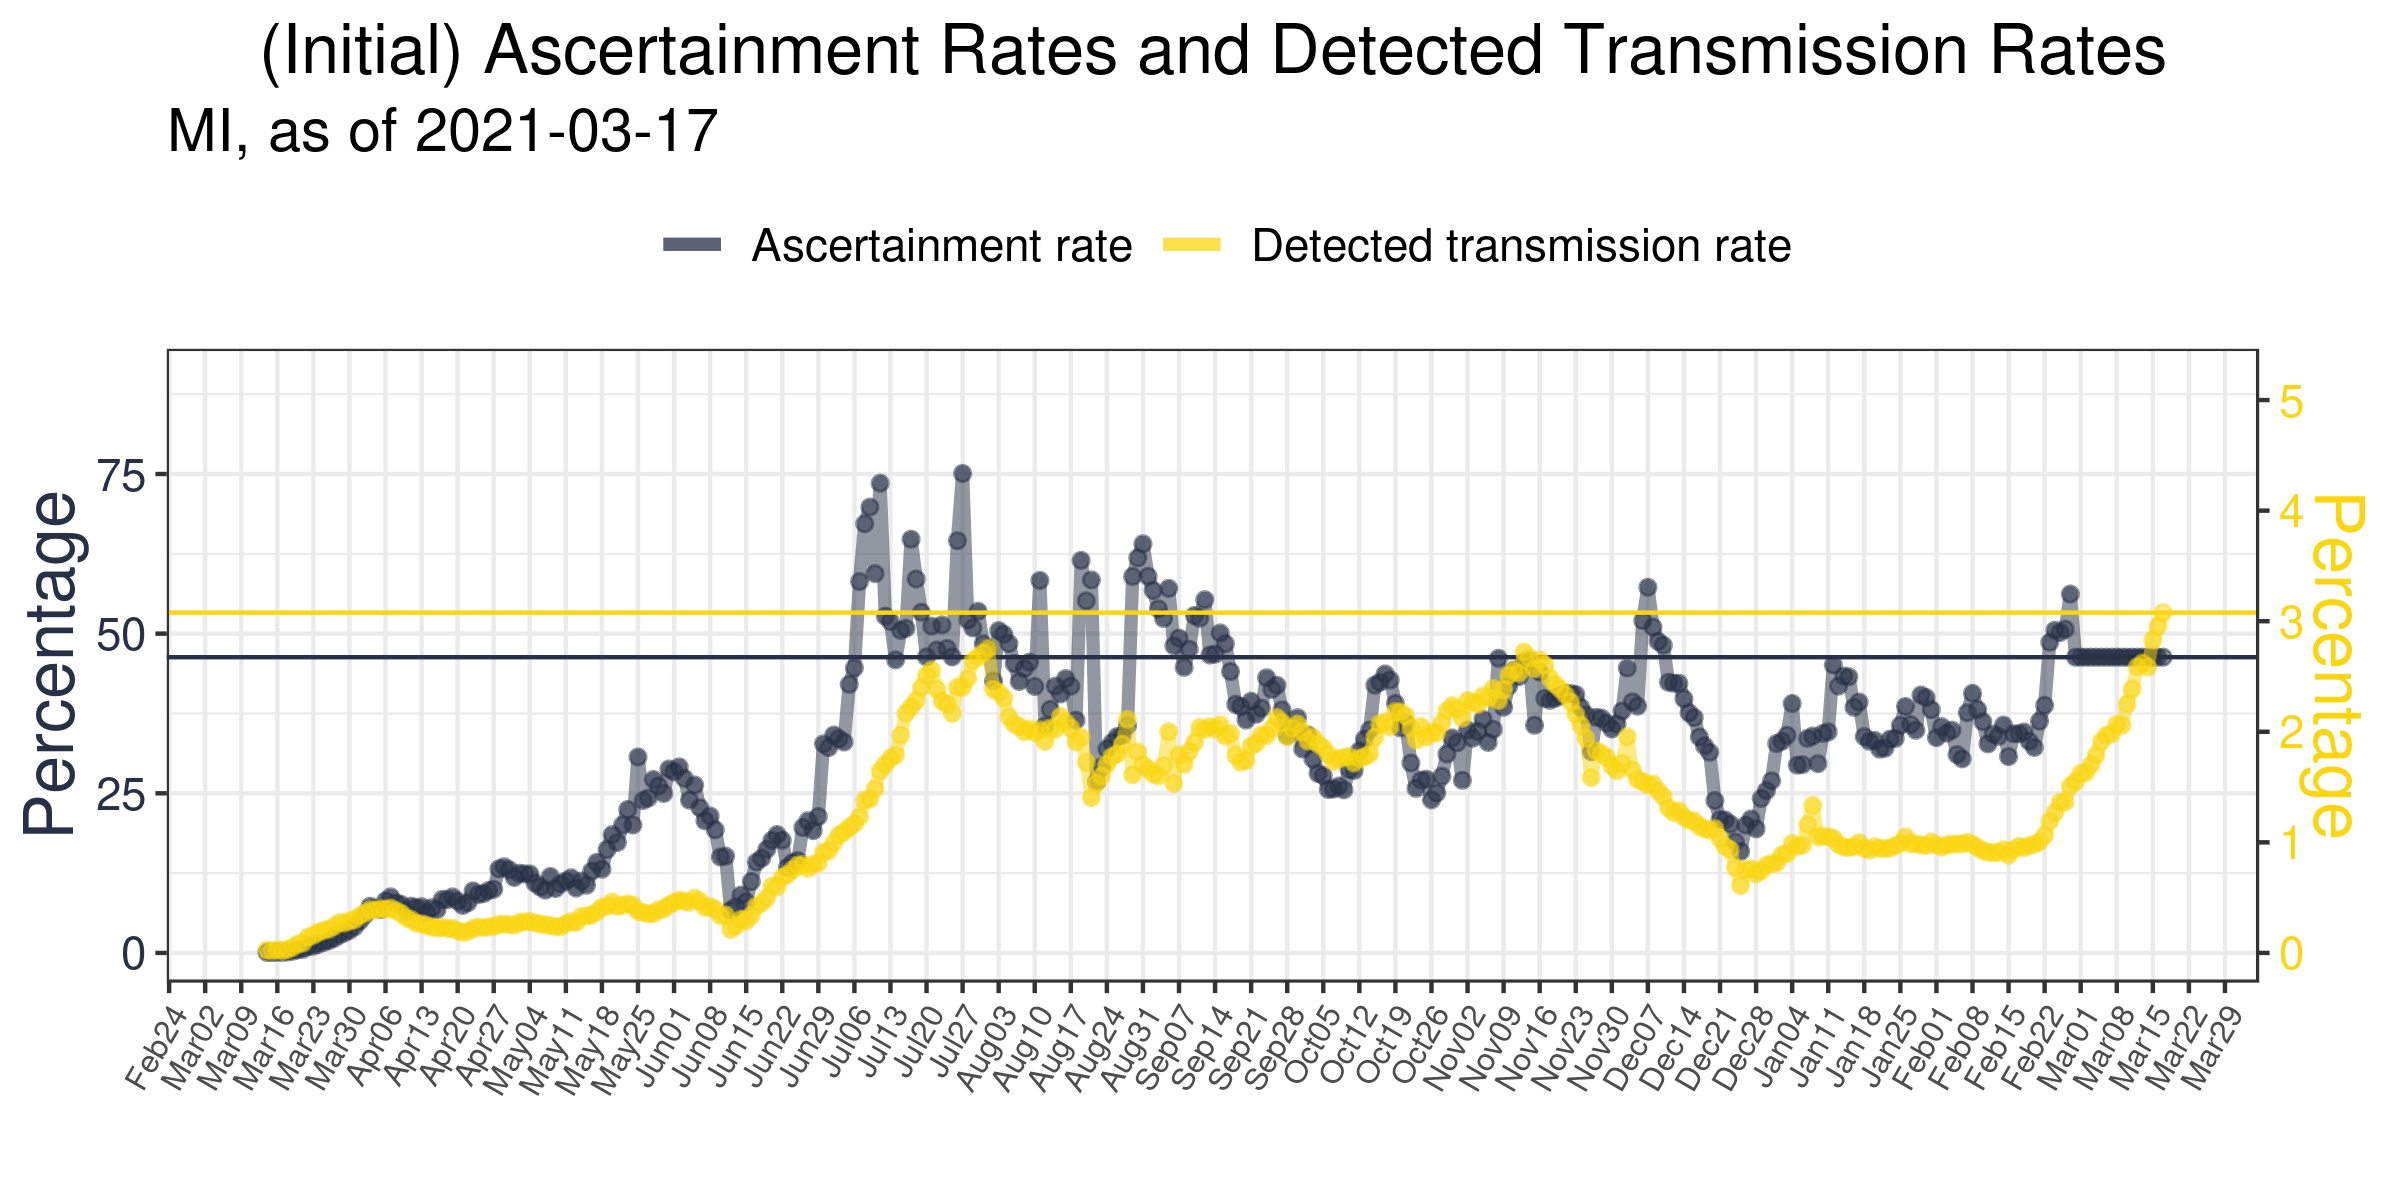 (Initial) Ascertainment Rates and Detected Transmission Rates
MI, as of 2021-03-17
Ascertainment rate
Detected transmission rate
Percentage
75
50
25
0
5
4
3
2
1
0
Percentage
Feb24
Mar02
Mar09
Mar16
Mar23
Mar30
Apr06
Apr13
Apr20
Apr27
May04
May11
May18
May25
Jun01
Jun08
Jun15
Jun22
Jun29
Jul06
Jul13
Jul20
Jul27
Aug03
Aug10
Aug17
Aug24
Aug31
Sep07
Sep14
Sep21
Sep28
Oct05
Oct12
Oct19
Oct26
Nov02
Nov09
Nov16
Nov23
Nov30
Dec07
Dec14
Dec21
Dec28
Jan04
Jan11
Jan18
Jan25
Feb01
Feb08
Feb15
Feb22
Mar01
Mar08
Mar15
Mar22
Mar29